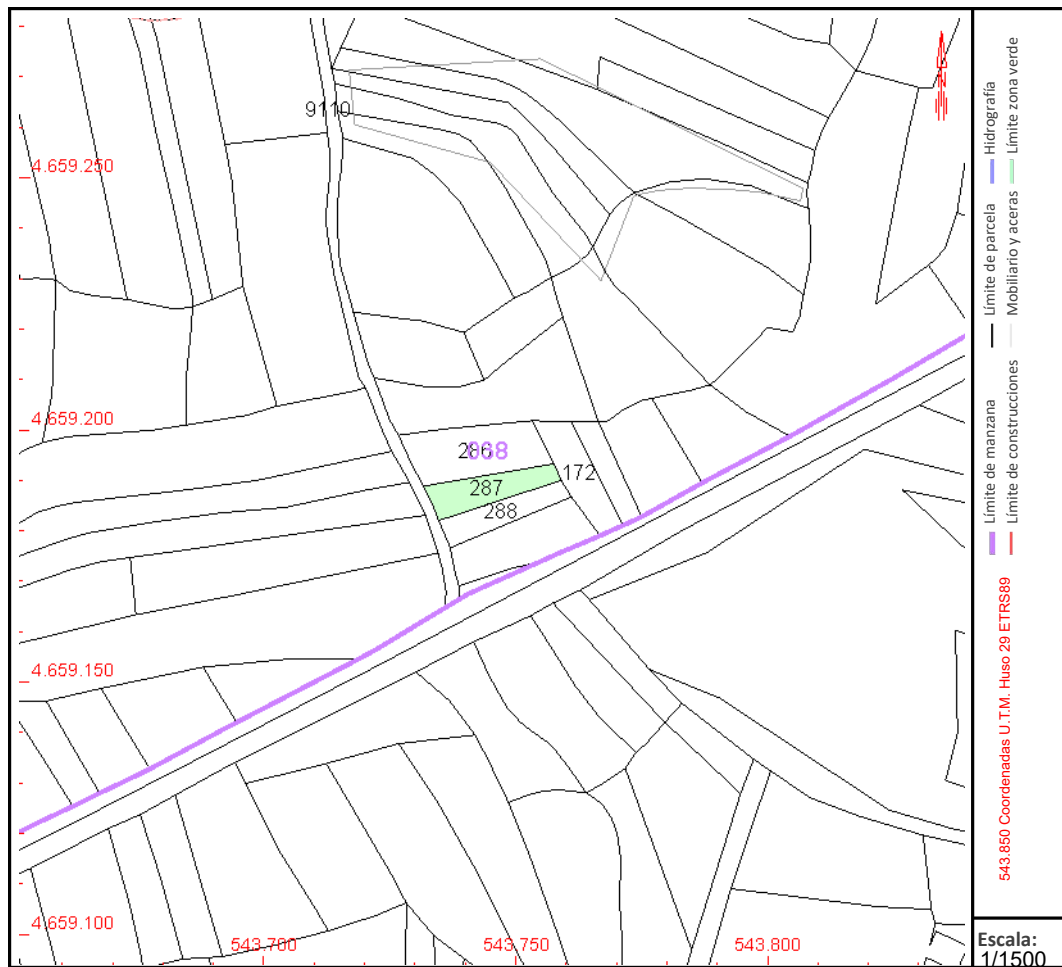 9110
4.659.250
4.659.200
286
068
172
287
288
4.659.150
4.659.100
543.700
543.750
543.800
Límite de manzana
Límite de parcela
Hidrografía
Límite de construcciones
Mobiliario y aceras
Límite zona verde
543.850 Coordenadas U.T.M. Huso 29 ETRS89
Escala:
1/1500